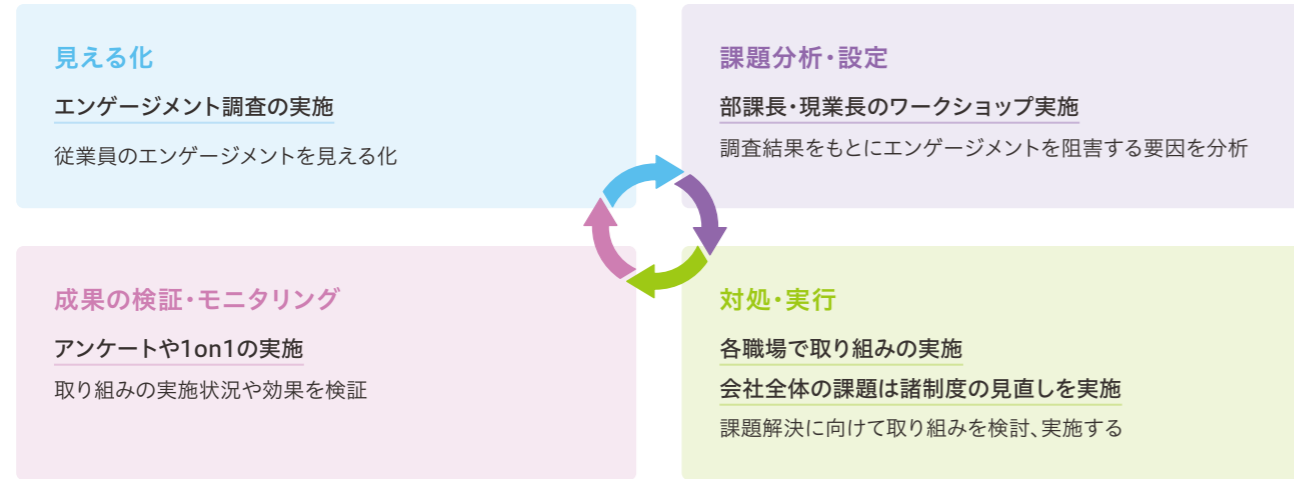 見える化
エンゲージメント調査の実施
従業員のエンゲージメントを見える化
課題分析・設定
部課長・現業長のワークショップ実施
調査結果をもとにエンゲージメントを阻害する要因を分析
成果の検証・モニタリング
アンケートや1on1の実施
取り組みの実施状況や効果を検証
対処・実行
各職場で取り組みの実施
会社全体の課題は諸制度の見直しを実施
課題解決に向けて取り組みを検討、実施する